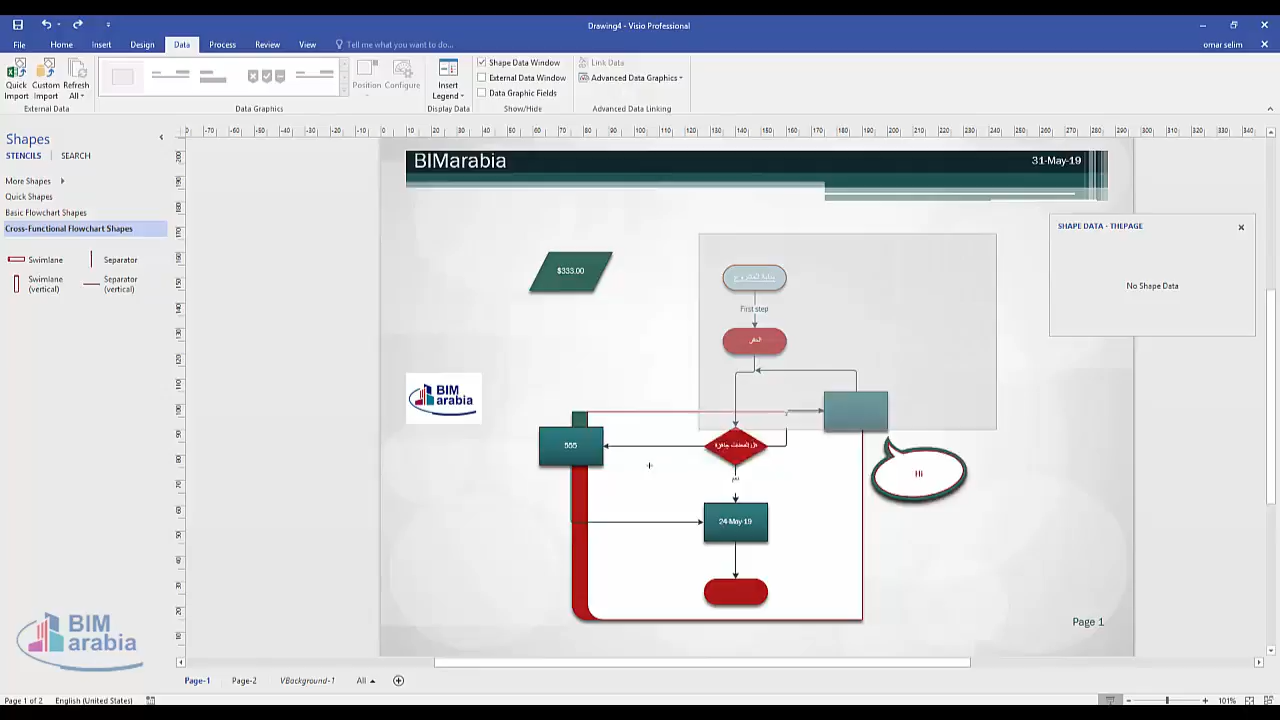 Drawing4 - Visio Professional
File
Home
Insert
Design
Data
Process
Review
View
Tell me what you want to do...
omar selim
Quick Import
Custom Import
Refresh All
External Data
Position
Configure
Data Graphics
Insert Legend
Display Data
Shape Data Window
External Data Window
Data Graphic Fields
Show/Hide
Link Data
Advanced Data Graphics
Advanced Data Linking
Shapes
STENCILS
SEARCH
More Shapes
Quick Shapes
Basic Flowchart Shapes
Cross-Functional Flowchart Shapes
Swimlane
Separator
Swimlane (vertical)
Separator (vertical)
BIMarabia
31-May-19
SHAPE DATA - THEPAGE
No Shape Data
$333.00
First step
BIM
arabia
555
نعم
HI
24-May-19
Page 1
BIM
arabia
Page-1
Page-2
VBackground-1
All
Page 1 of 2
English (United States)
101%